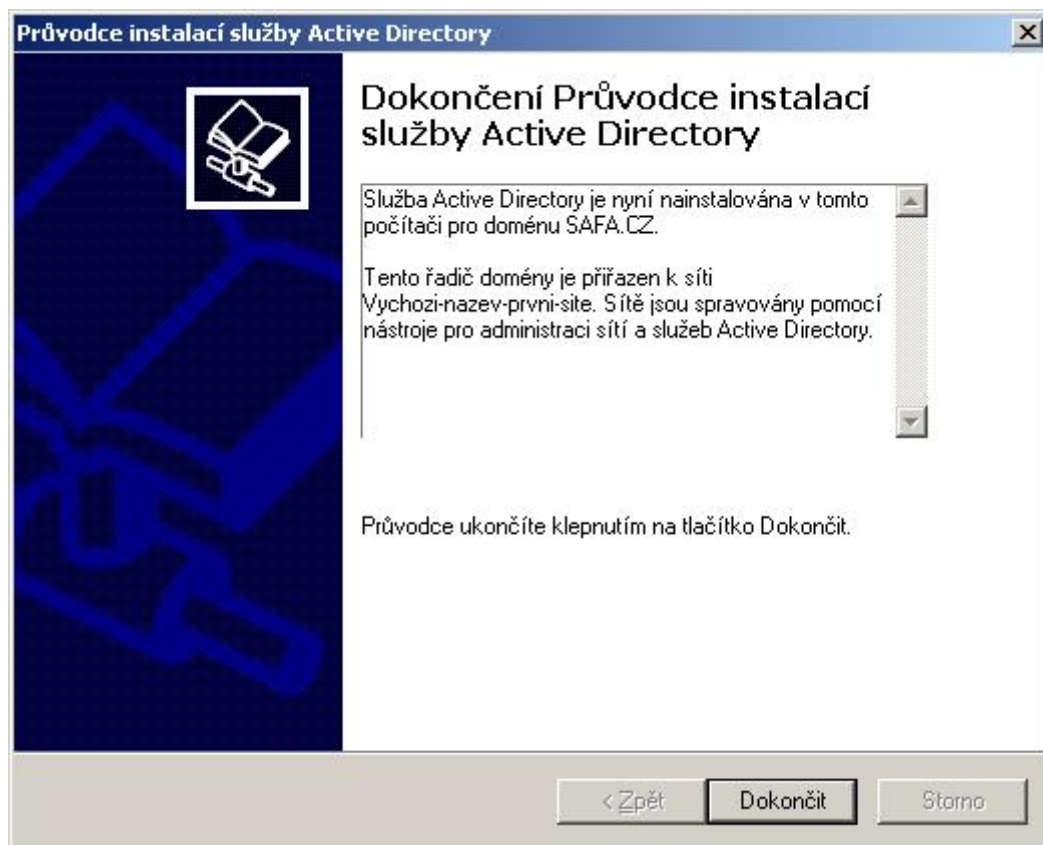 Průvodce instalací služby Active Directory
Dokončení Průvodce instalací
služby Active Directory
Služba Active Directory je nyní nainstalována v tomto
počítači pro doménu SAFA.CZ.
Tento řadič domény je přiřazen k síti
Vychozi-nazev-prvni-site. Sítě jsou spravovány pomocí
nástroje pro administraci sítí a služeb Active Directory.
Průvodce ukončíte klepnutím na tlačítko Dokončit.
< Zpět Dokončit Storno